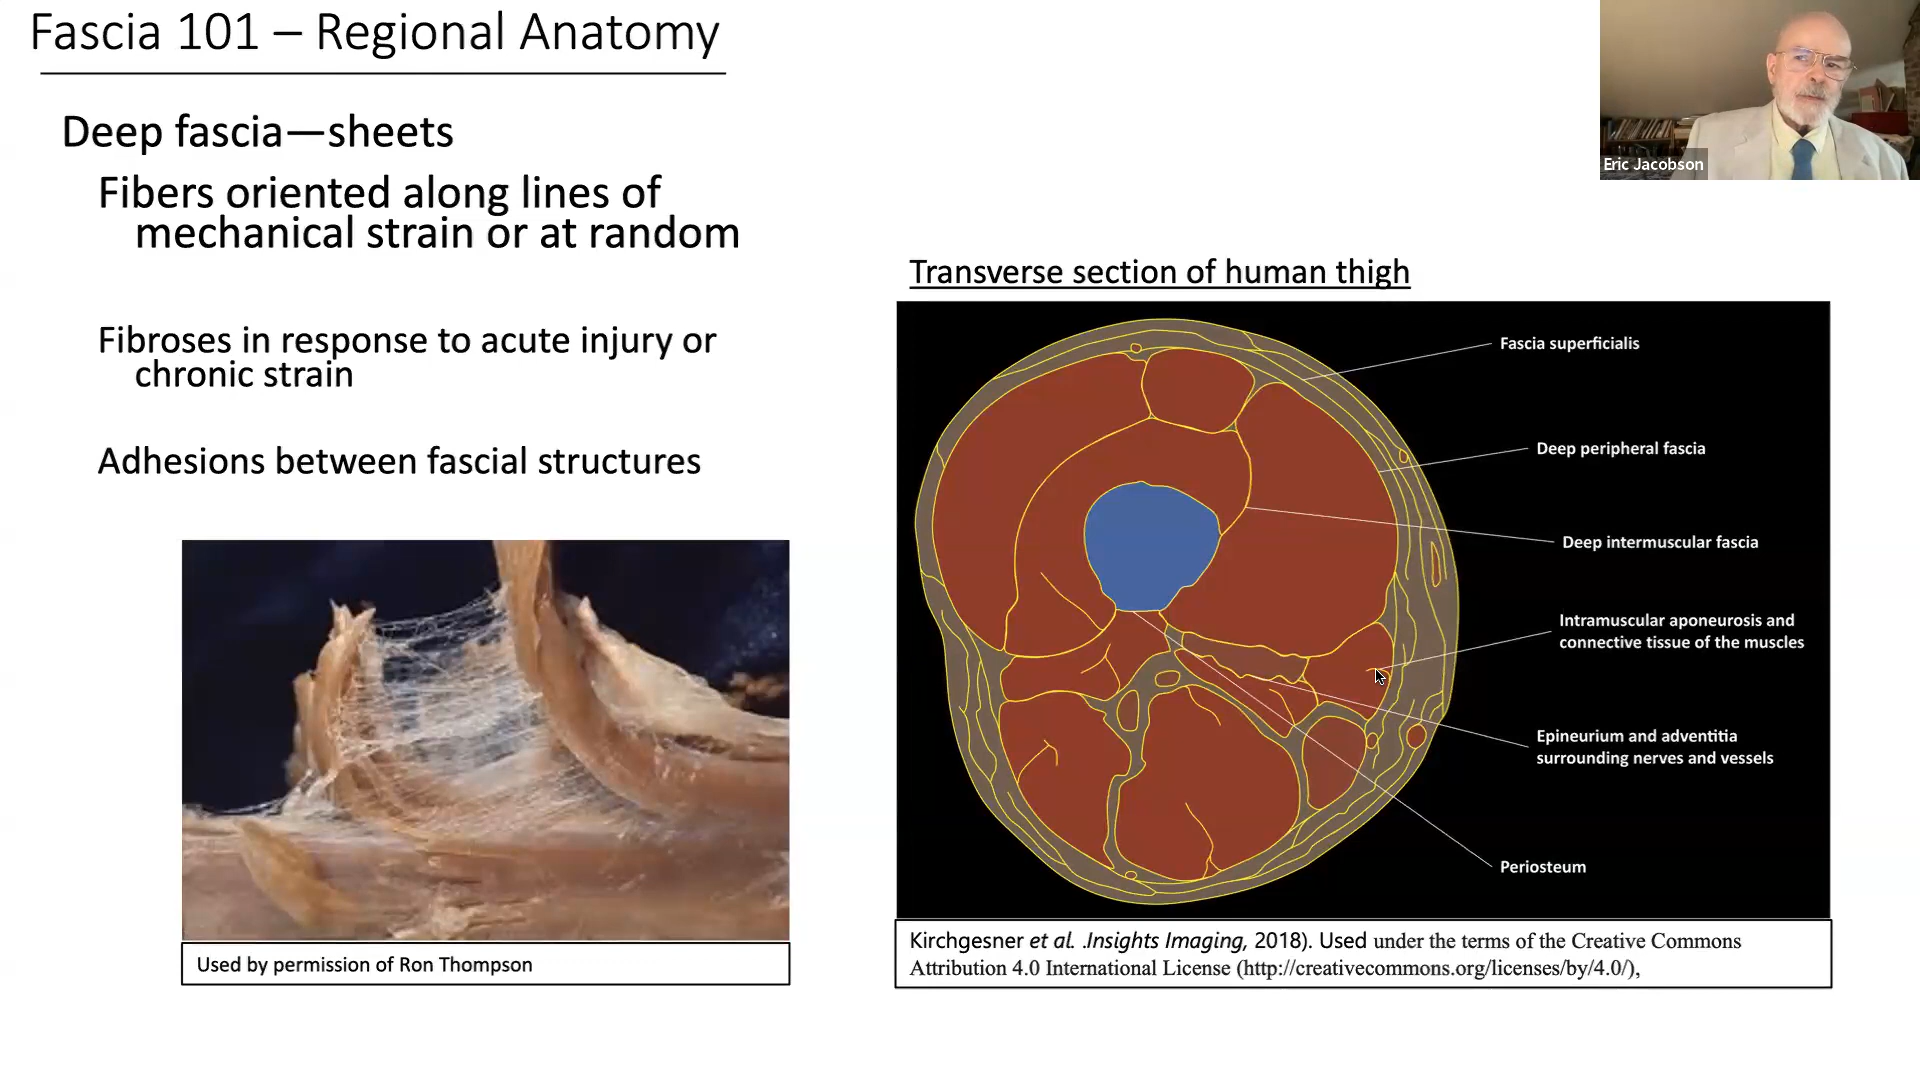 Fascia 101 – Regional Anatomy
Deep fascia—sheets
Fibers oriented along lines of
mechanical strain or at random
Fibroses in response to acute injury or
chronic strain
Adhesions between fascial structures
Used by permission of Ron Thompson
Eric Jacobson
Transverse section of human thigh
Fascia superficialis
Deep peripheral fascia
Deep intermuscular fascia
Intramuscular aponeurosis and
connective tissue of the muscles
Epineurium and adventitia
surrounding nerves and vessels
Periosteum
Kirchgesner et al. .Insights Imaging, 2018). Used under the terms of the Creative Commons
Attribution 4.0 International License (http://creativecommons.org/licenses/by/4.0/),